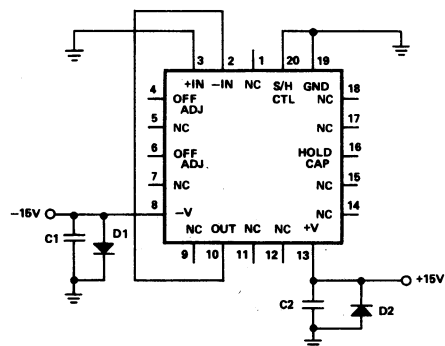 3 2 1 20 19
+IN −IN NC S/H CTL GND
4 OFF ADJ
5 NC
6 OFF ADJ.
7 NC
8 −V
NC 18
NC 17
HOLD CAP 16
NC 15
NC 14
NC OUT NC NC +V
9 10 11 12 13
−15V
C1
D1
+15V
C2
D2